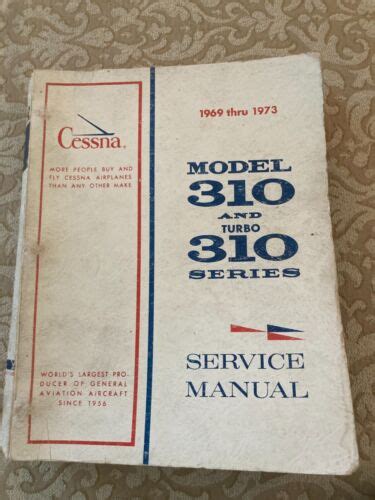 Cessna.
MORE PEOPLE BUY AND
FLY CESSNA AIRPLANES
THAN ANY OTHER MAKE
1969 thru 1973
MODEL
310
AND
TURBO
310
SERIES
SERVICE
MANUAL
WORLD'S LARGEST PRO-
DUCER OF GENERAL
AVIATION AIRCRAFT
SINCE 1956